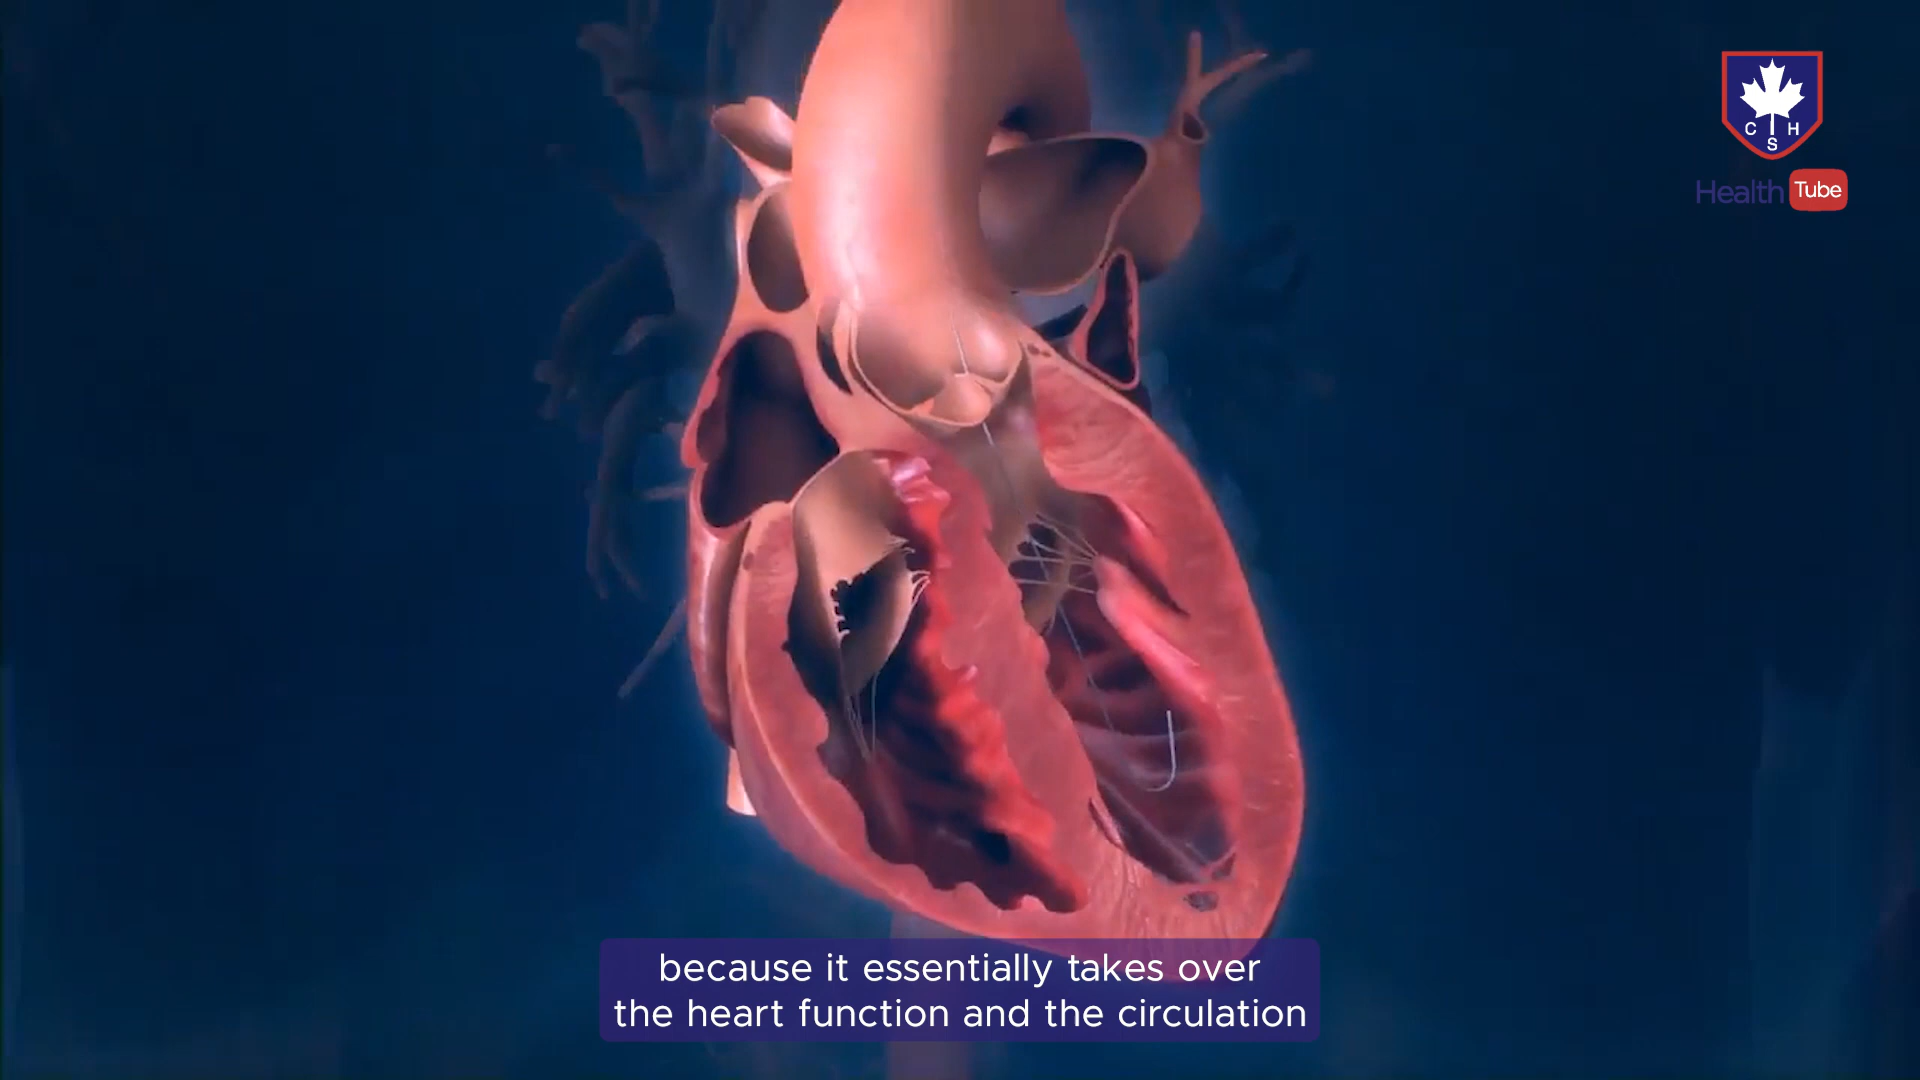 C H
S
Health Tube
because it essentially takes over
the heart function and the circulation